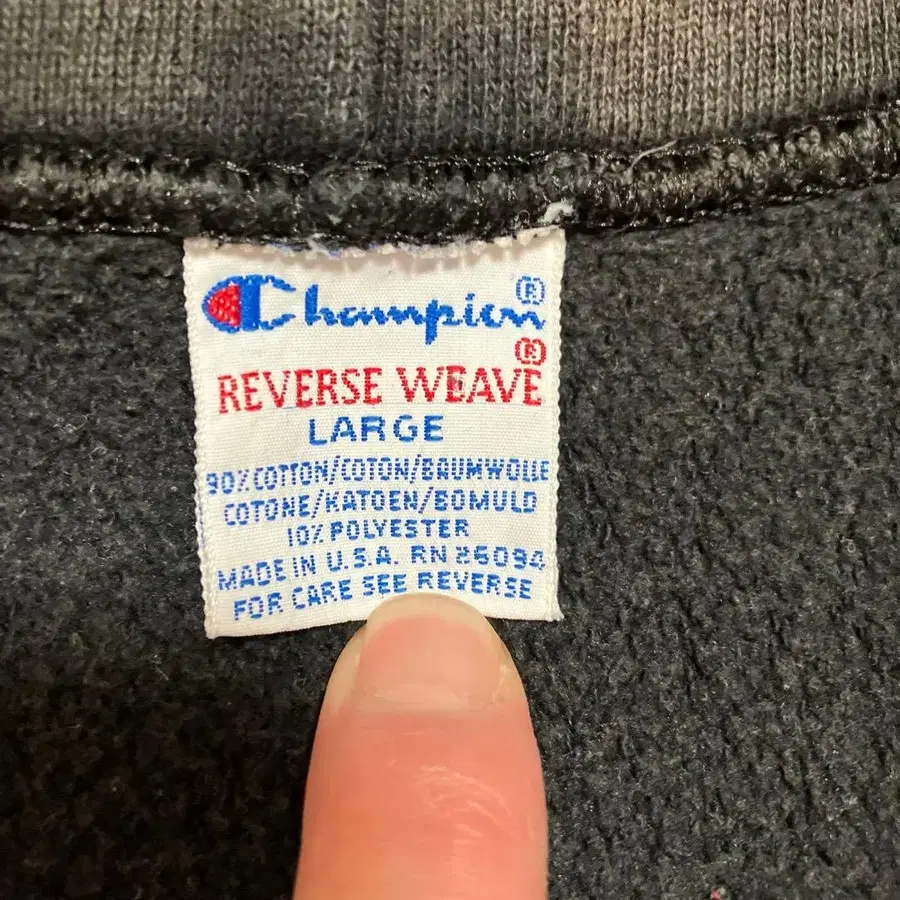 Champion®
REVERSE WEAVE®
LARGE
90% COTTON/COTON/BAUMWOLLE
COTONE/KATOEN/BOMULD
10% POLYESTER
MADE IN U.S.A. RN 26094
FOR CARE SEE REVERSE